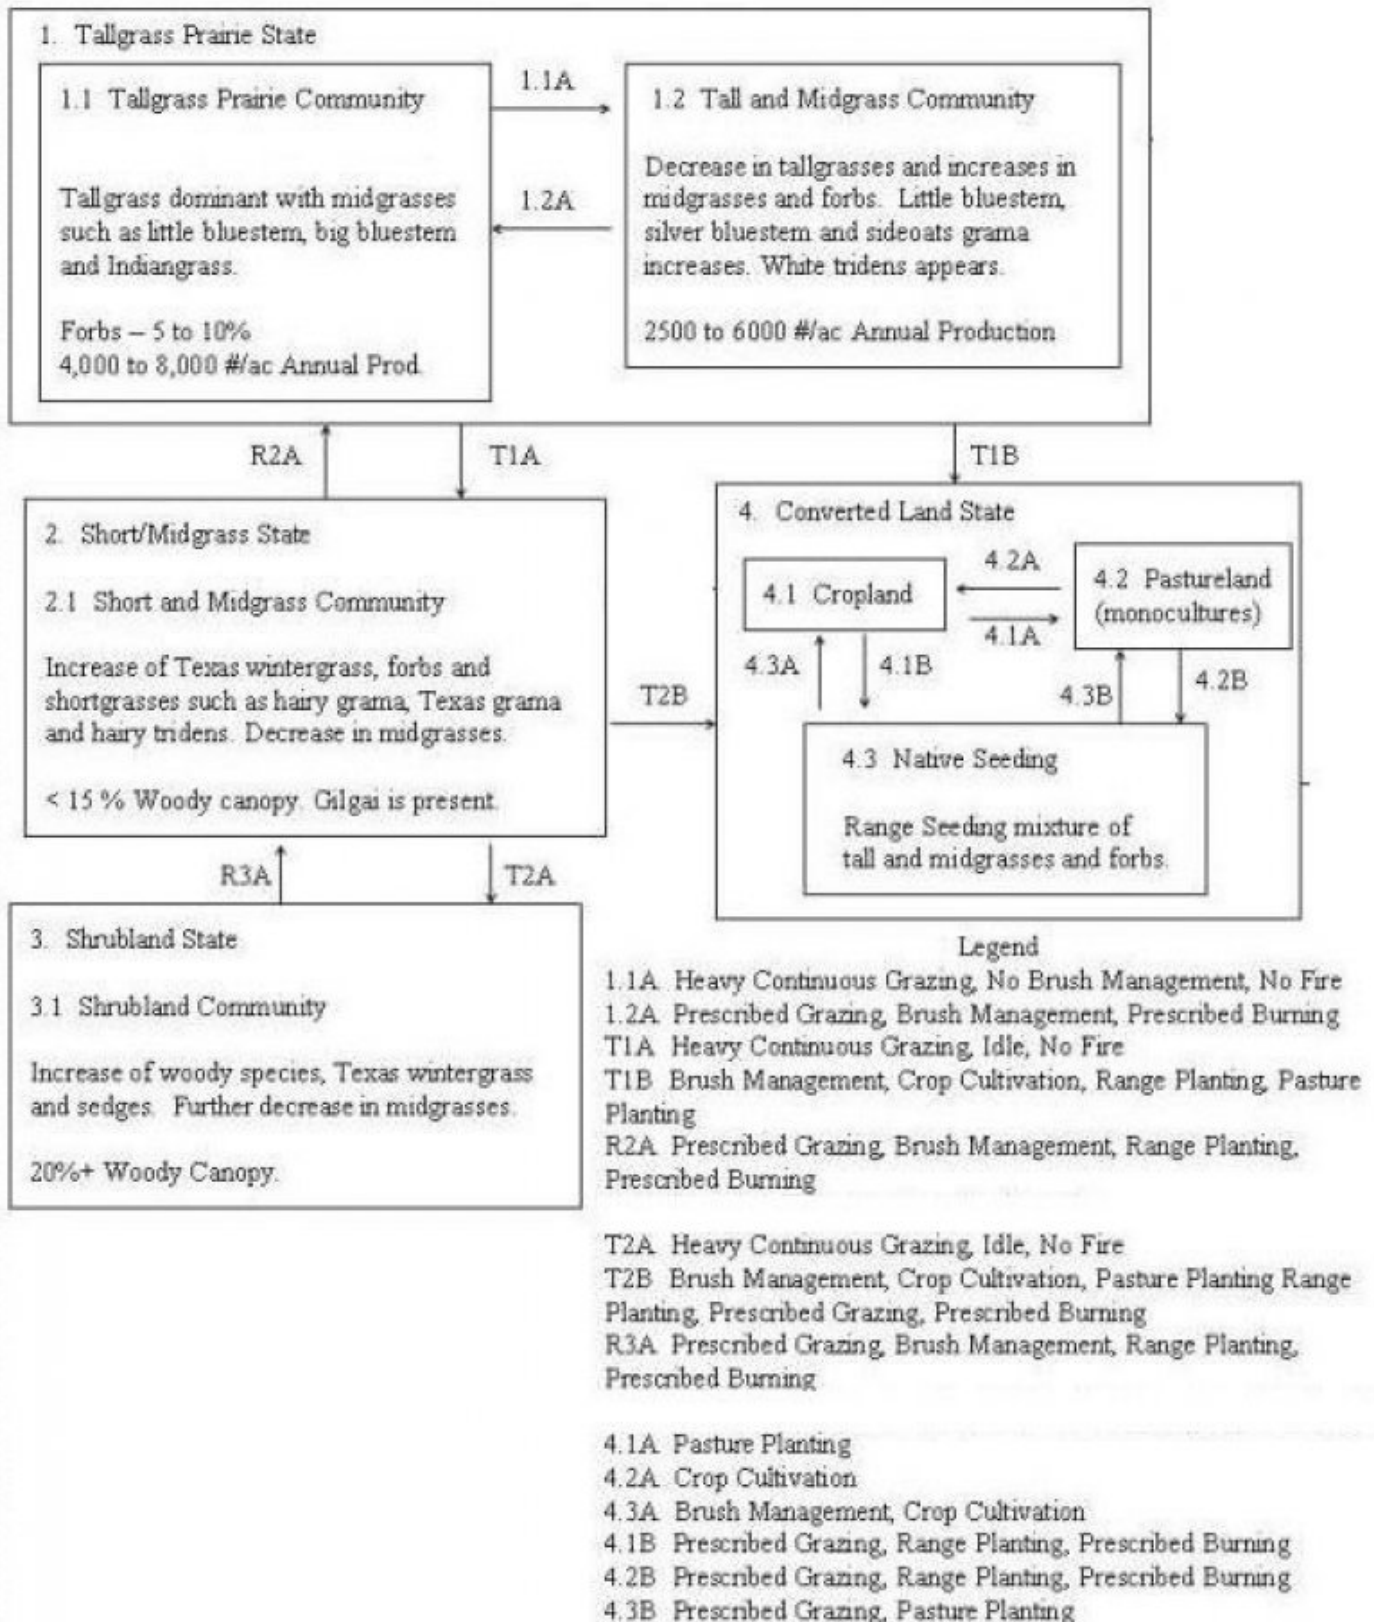 1. Tallgrass Prairie State
1.1 Tallgrass Prairie Community
Tallgrass dominant with midgrasses
such as little bluestem, big bluestem
and Indiangrass.
Forbs – 5 to 10%
4,000 to 8,000 #/ac Annual Prod.
1.1A
1.2A
1.2 Tall and Midgrass Community
Decrease in tallgrasses and increases in
midgrasses and forbs. Little bluestem,
silver bluestem and sideoats grama
increases. White tridens appears.
2500 to 6000 #/ac Annual Production
R2A
T1A
T1B
2. Short/Midgrass State
2.1 Short and Midgrass Community
Increase of Texas wintergrass, forbs and
shortgrasses such as hairy grama, Texas grama
and hairy tridens. Decrease in midgrasses.
< 15 % Woody canopy. Gilgai is present.
T2B
4. Converted Land State
4.1 Cropland
4.2A
4.1A
4.2 Pastureland
(monocultures)
4.3A
4.1B
4.3B
4.2B
4.3 Native Seeding
Range Seeding mixture of
tall and midgrasses and forbs.
R3A
T2A
3. Shrubland State
3.1 Shrubland Community
Increase of woody species, Texas wintergrass
and sedges. Further decrease in midgrasses.
20%+ Woody Canopy.
Legend
1.1A Heavy Continuous Grazing, No Brush Management, No Fire
1.2A Prescribed Grazing, Brush Management, Prescribed Burning
T1A Heavy Continuous Grazing, Idle, No Fire
T1B Brush Management, Crop Cultivation, Range Planting, Pasture
Planting
R2A Prescribed Grazing, Brush Management, Range Planting,
Prescribed Burning
T2A Heavy Continuous Grazing, Idle, No Fire
T2B Brush Management, Crop Cultivation, Pasture Planting Range
Planting, Prescribed Grazing, Prescribed Burning
R3A Prescribed Grazing, Brush Management, Range Planting,
Prescribed Burning
4.1A Pasture Planting
4.2A Crop Cultivation
4.3A Brush Management, Crop Cultivation
4.1B Prescribed Grazing, Range Planting, Prescribed Burning
4.2B Prescribed Grazing, Range Planting, Prescribed Burning
4.3B Prescribed Grazing, Pasture Planting